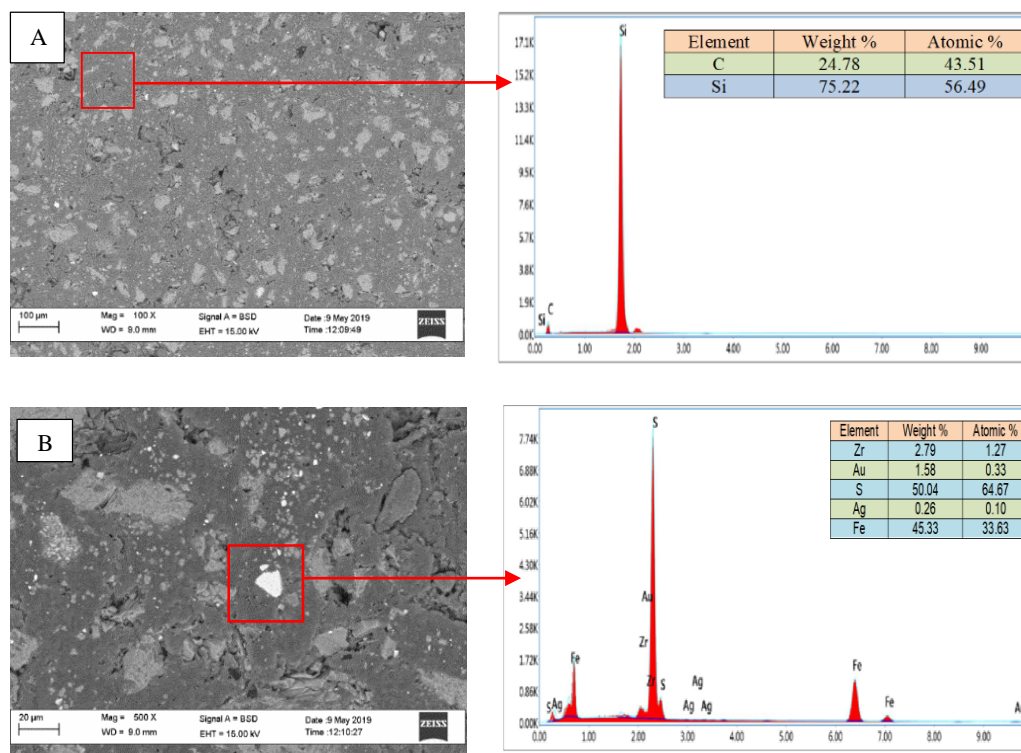 A
100 µm
Mag = 100 X
WD = 9.0 mm
Signal A = BSD
EHT = 15.00 kV
Date :9 May 2019
Time :12:09:49
ZEISS
17.1K
15.2K
13.3K
11.4K
9.5K
7.6K
5.7K
3.8K
1.9K
0.0K
Si
C
Si
0.00 1.00 2.00 3.00 4.00 5.00 6.00 7.00 8.00 9.00
Element Weight % Atomic %
C 24.78 43.51
Si 75.22 56.49
B
20 µm
Mag = 500 X
WD = 9.0 mm
Signal A = BSD
EHT = 15.00 kV
Date :9 May 2019
Time :12:10:27
ZEISS
7.74K
6.88K
6.02K
5.16K
4.30K
3.44K
2.58K
1.72K
0.86K
0.00K
S
Au
Zr
Fe
Zr
S
Ag
Ag
Ag
S
Ag
Fe
Fe
0.00 1.00 2.00 3.00 4.00 5.00 6.00 7.00 8.00 9.00
Element Weight % Atomic %
Zr 2.79 1.27
Au 1.58 0.33
S 50.04 64.67
Ag 0.26 0.10
Fe 45.33 33.63